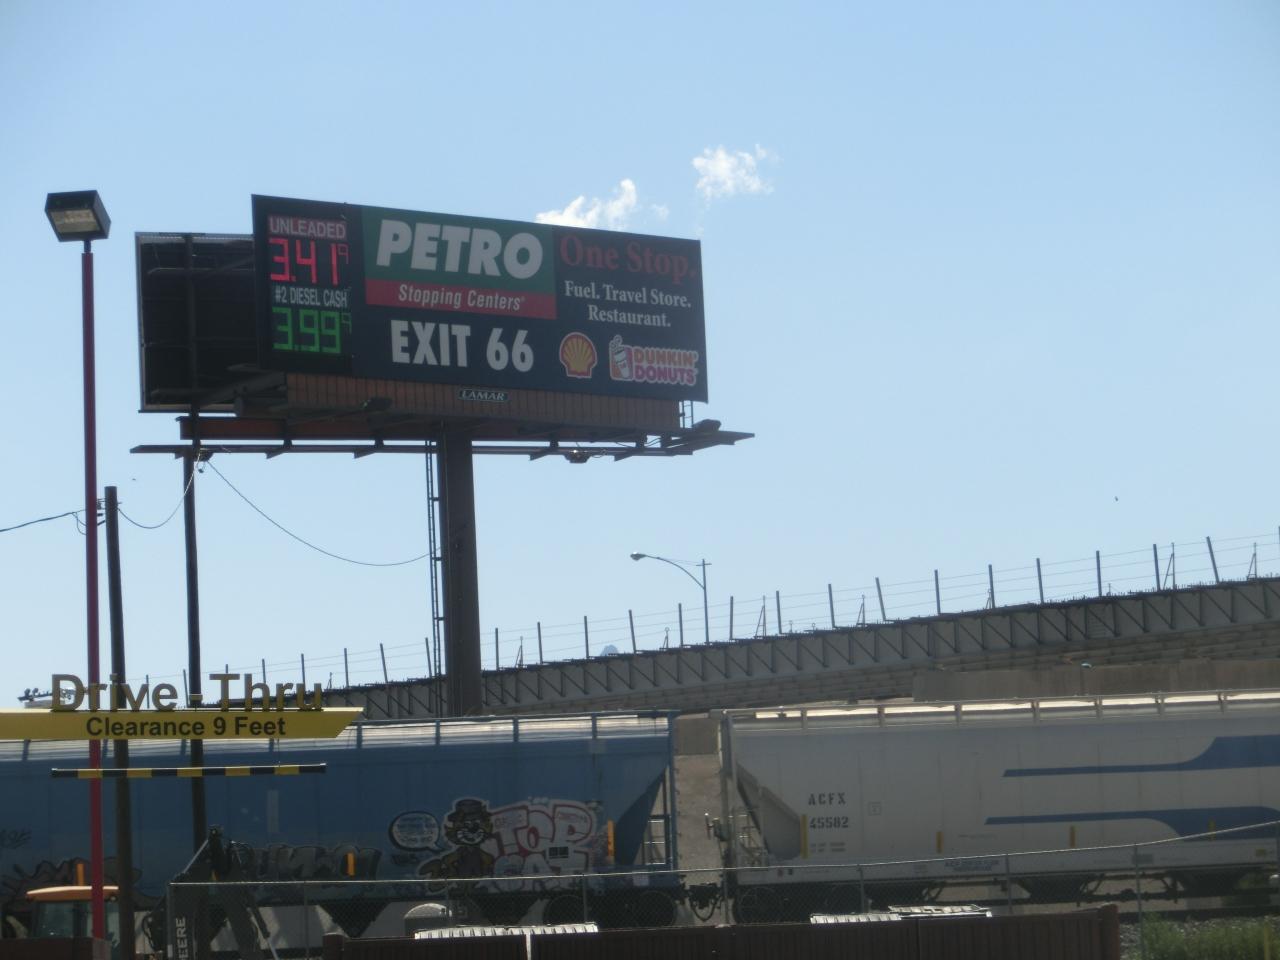 UNLEADED
3.41 9
#2 DIESEL CASH
3.99 9
PETRO
Stopping Centers
EXIT 66
One Stop.
Fuel. Travel Store.
Restaurant.
DUNKIN'
DONUTS
LAMAR
Drive-Thru
Clearance 9 Feet
ACFX
45582
EERE